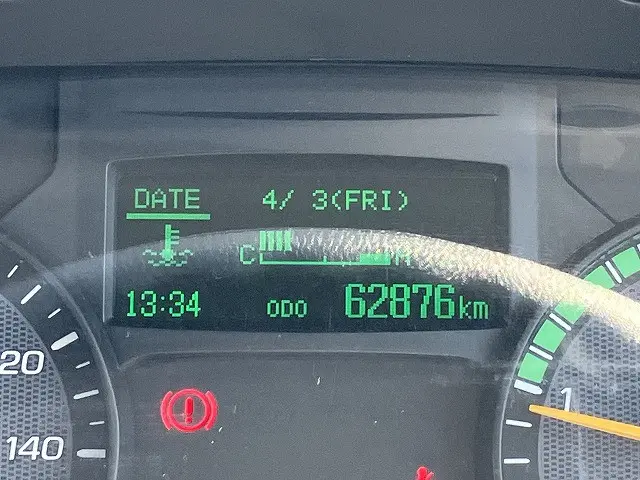 DATE 4/ 3(FRI)
C H
13:34 ODO 62876km
20
140
1